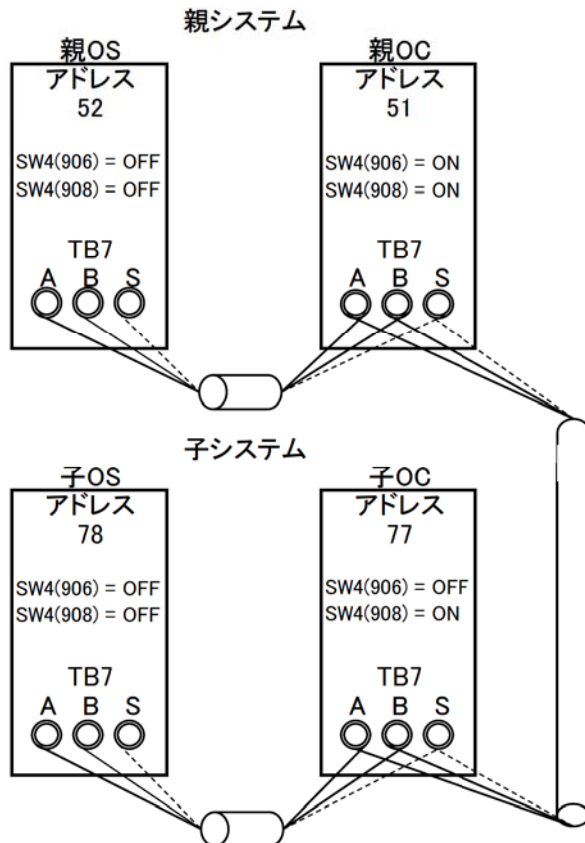 親システム
親OS
アドレス
52
SW4(906) = OFF
SW4(908) = OFF
TB7
A B S
親OC
アドレス
51
SW4(906) = ON
SW4(908) = ON
TB7
A B S
子システム
子OS
アドレス
78
SW4(906) = OFF
SW4(908) = OFF
TB7
A B S
子OC
アドレス
77
SW4(906) = OFF
SW4(908) = ON
TB7
A B S